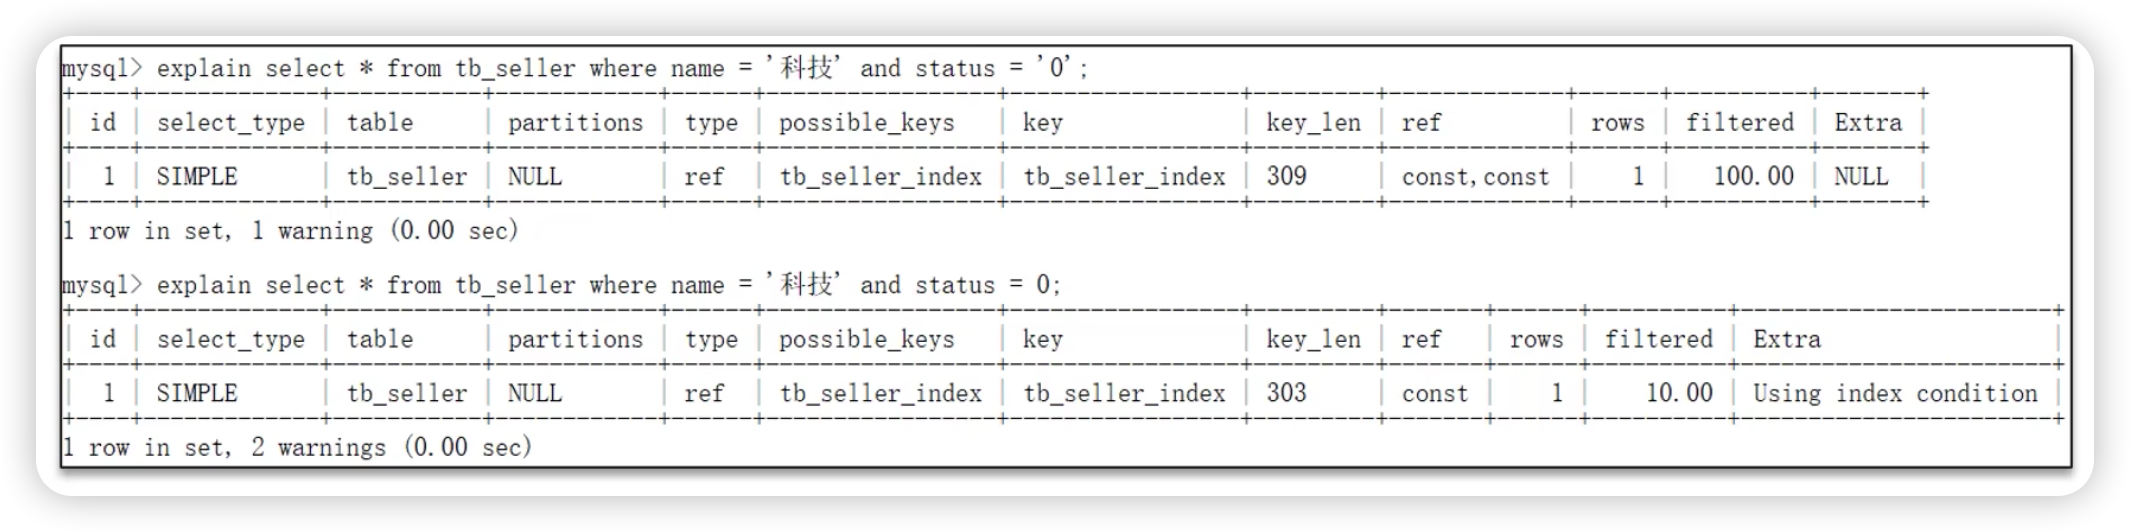 mysql> explain select * from tb_seller where name = '科技' and status = '0';
+----+-------------+-----------+------------+------+-----------------+-----------------+---------+-------------+------+----------+-------+
| id | select_type | table | partitions | type | possible_keys | key | key_len | ref | rows | filtered | Extra |
+----+-------------+-----------+------------+------+-----------------+-----------------+---------+-------------+------+----------+-------+
| 1 | SIMPLE | tb_seller | NULL | ref | tb_seller_index | tb_seller_index | 309 | const,const | 1 | 100.00 | NULL |
+----+-------------+-----------+------------+------+-----------------+-----------------+---------+-------------+------+----------+-------+
1 row in set, 1 warning (0.00 sec)
mysql> explain select * from tb_seller where name = '科技' and status = 0;
+----+-------------+-----------+------------+------+-----------------+-----------------+---------+-------+------+----------+-----------------------+
| id | select_type | table | partitions | type | possible_keys | key | key_len | ref | rows | filtered | Extra |
+----+-------------+-----------+------------+------+-----------------+-----------------+---------+-------+------+----------+-----------------------+
| 1 | SIMPLE | tb_seller | NULL | ref | tb_seller_index | tb_seller_index | 303 | const | 1 | 10.00 | Using index condition |
+----+-------------+-----------+------------+------+-----------------+-----------------+---------+-------+------+----------+-----------------------+
1 row in set, 2 warnings (0.00 sec)